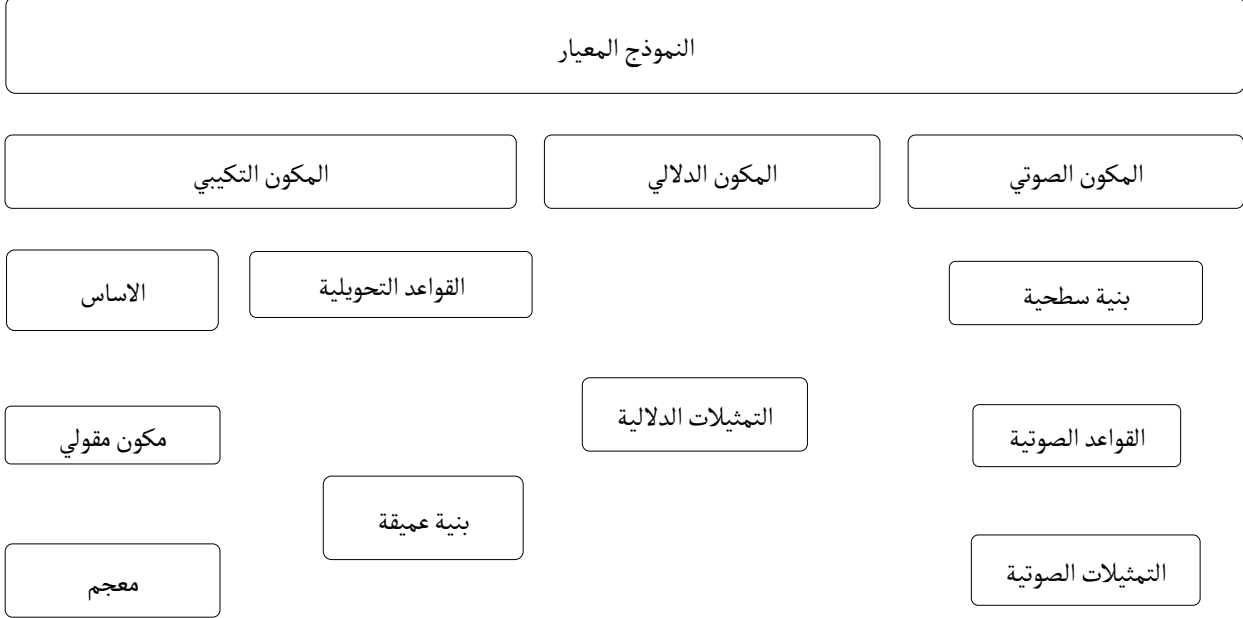 النموذج المعيار
المكون الصوتي
المكون الدلالي
المكون التكيبي
بنية سطحية
القواعد التحويلية
الاساس
القواعد الصوتية
التمثيلات الدلالية
مكون مقولي
التمثيلات الصوتية
بنية عميقة
معجم